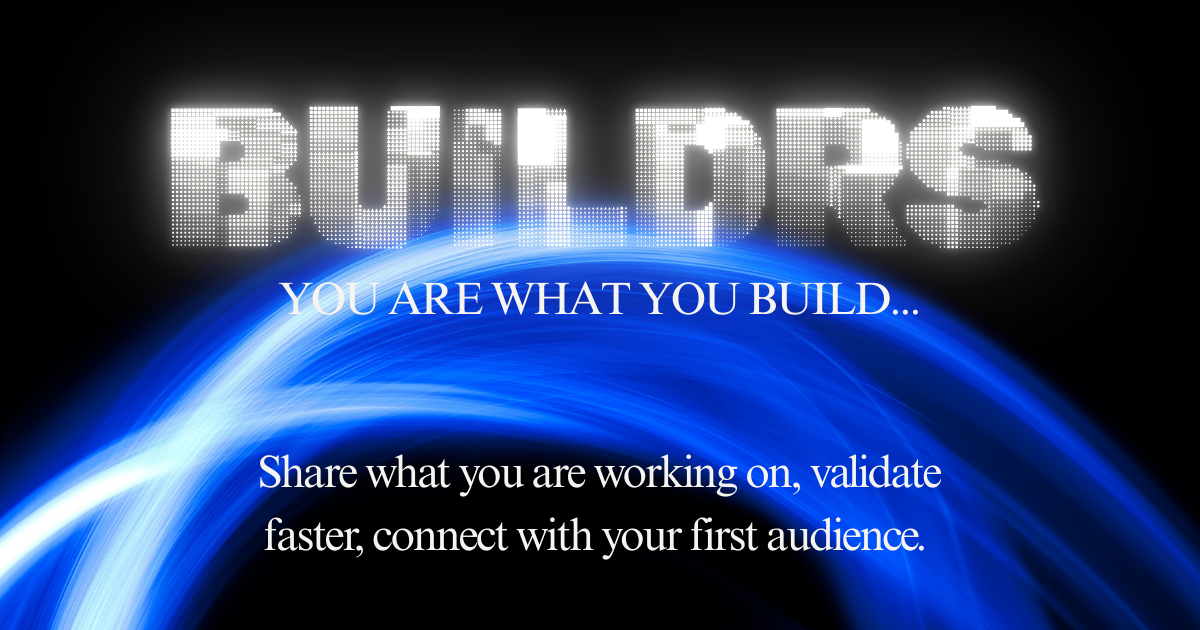 BUILDRS
YOU ARE WHAT YOU BUILD...
Share what you are working on, validate
faster, connect with your first audience.